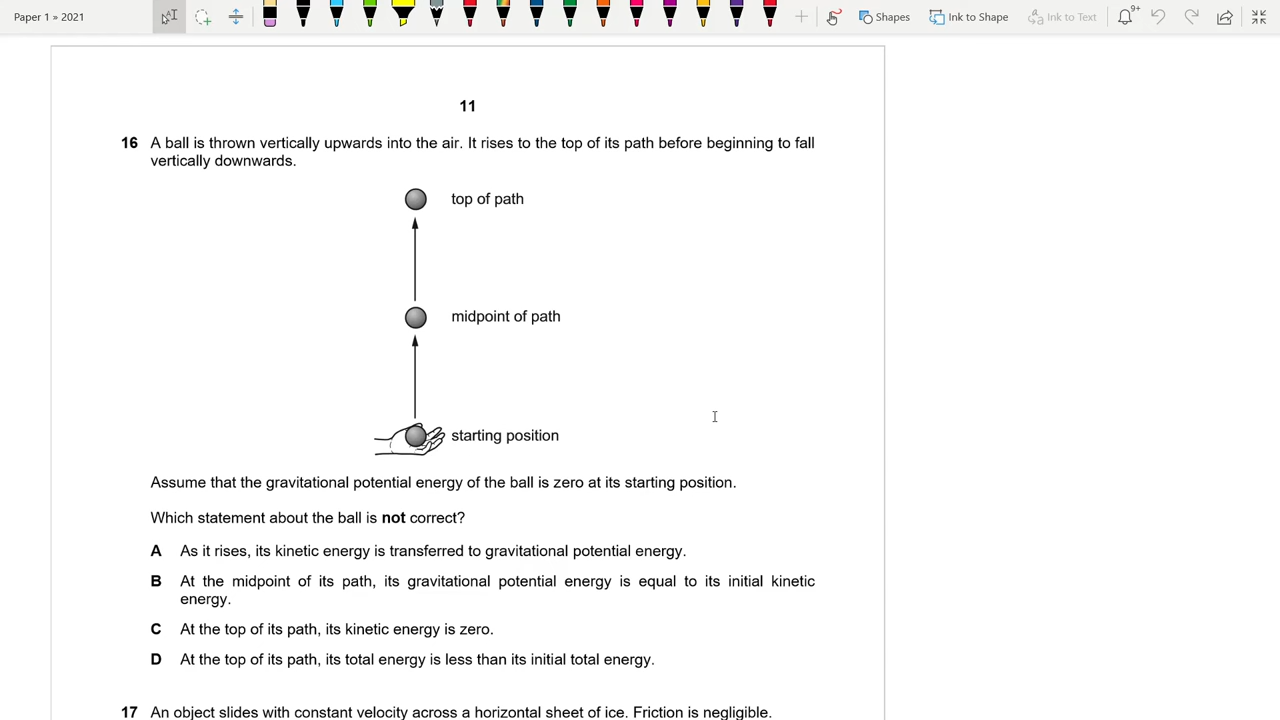 Paper 1 » 2021
Shapes
Ink to Shape
Ink to Text
9+
11
16 A ball is thrown vertically upwards into the air. It rises to the top of its path before beginning to fall
vertically downwards.
top of path
midpoint of path
starting position
Assume that the gravitational potential energy of the ball is zero at its starting position.
Which statement about the ball is not correct?
A As it rises, its kinetic energy is transferred to gravitational potential energy.
B At the midpoint of its path, its gravitational potential energy is equal to its initial kinetic
energy.
C At the top of its path, its kinetic energy is zero.
D At the top of its path, its total energy is less than its initial total energy.
17 An object slides with constant velocity across a horizontal sheet of ice. Friction is negligible.